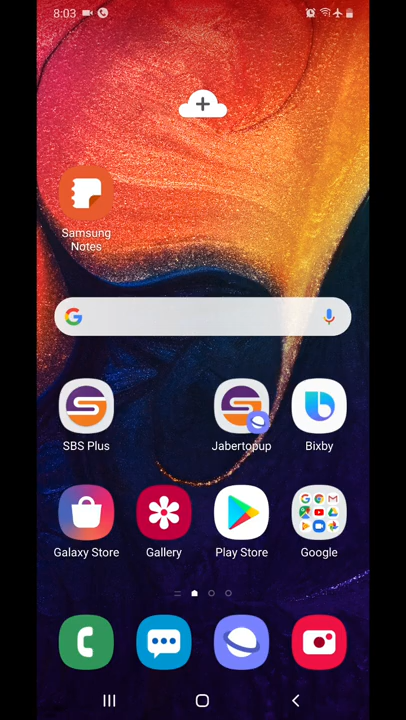 8:03
Samsung
Notes
SBS Plus
Jabertopup
Bixby
Galaxy Store
Gallery
Play Store
Google